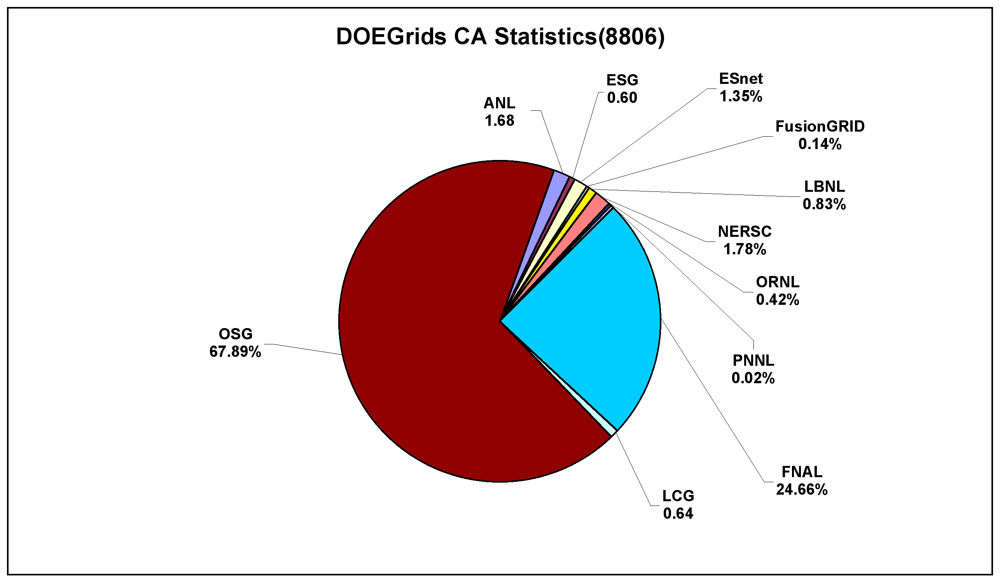 DOEGrids CA Statistics(8806)
ANL
1.68
ESG
0.60
ESnet
1.35%
FusionGRID
0.14%
LBNL
0.83%
NERSC
1.78%
ORNL
0.42%
PNNL
0.02%
FNAL
24.66%
LCG
0.64
OSG
67.89%